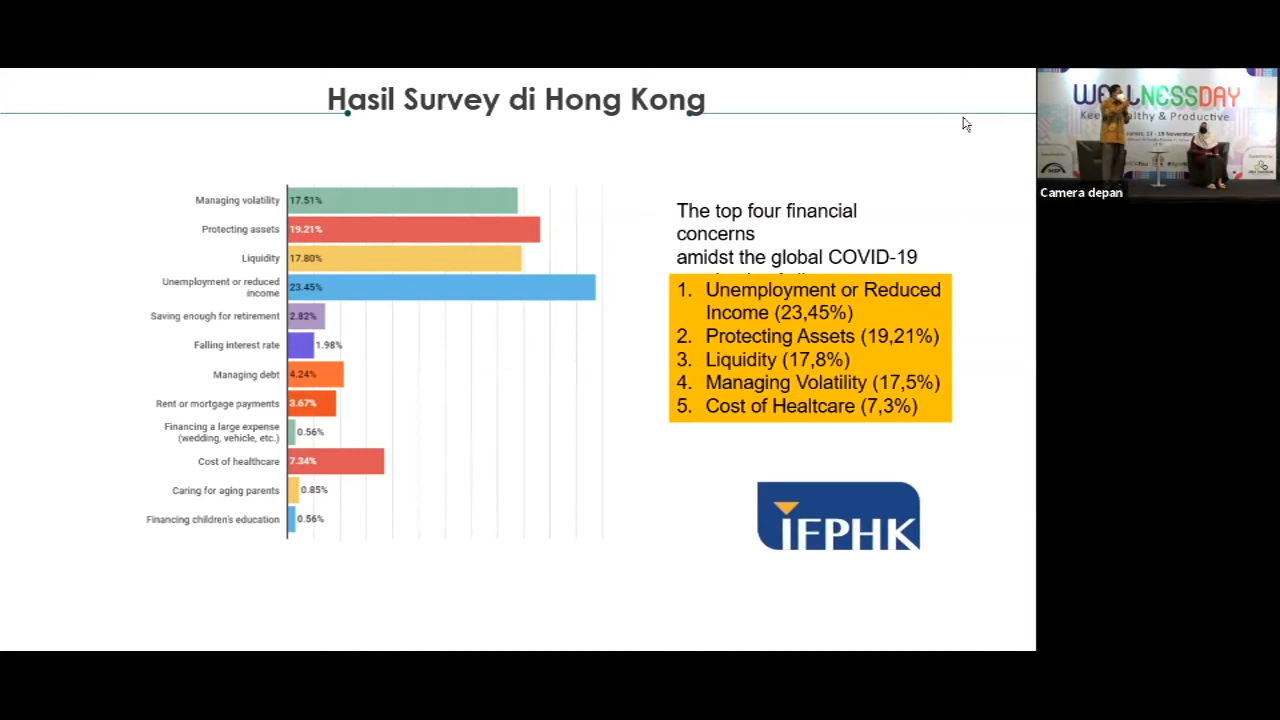 Hasil Survey di Hong Kong
Managing volatility
17.51%
Protecting assets
19.21%
Liquidity
17.80%
Unemployment or reduced
income
23.45%
Saving enough for retirement
2.82%
Falling interest rate
1.98%
Managing debt
4.24%
Rent or mortgage payments
3.67%
Financing a large expense
(wedding, vehicle, etc.)
0.56%
Cost of healthcare
7.34%
Caring for aging parents
0.85%
Financing children's education
0.56%
The top four financial
concerns
amidst the global COVID-19
1. Unemployment or Reduced
Income (23,45%)
2. Protecting Assets (19,21%)
3. Liquidity (17,8%)
4. Managing Volatility (17,5%)
5. Cost of Healtcare (7,3%)
IFPHK
WELLNESSDAY
& Productive
Camera depan